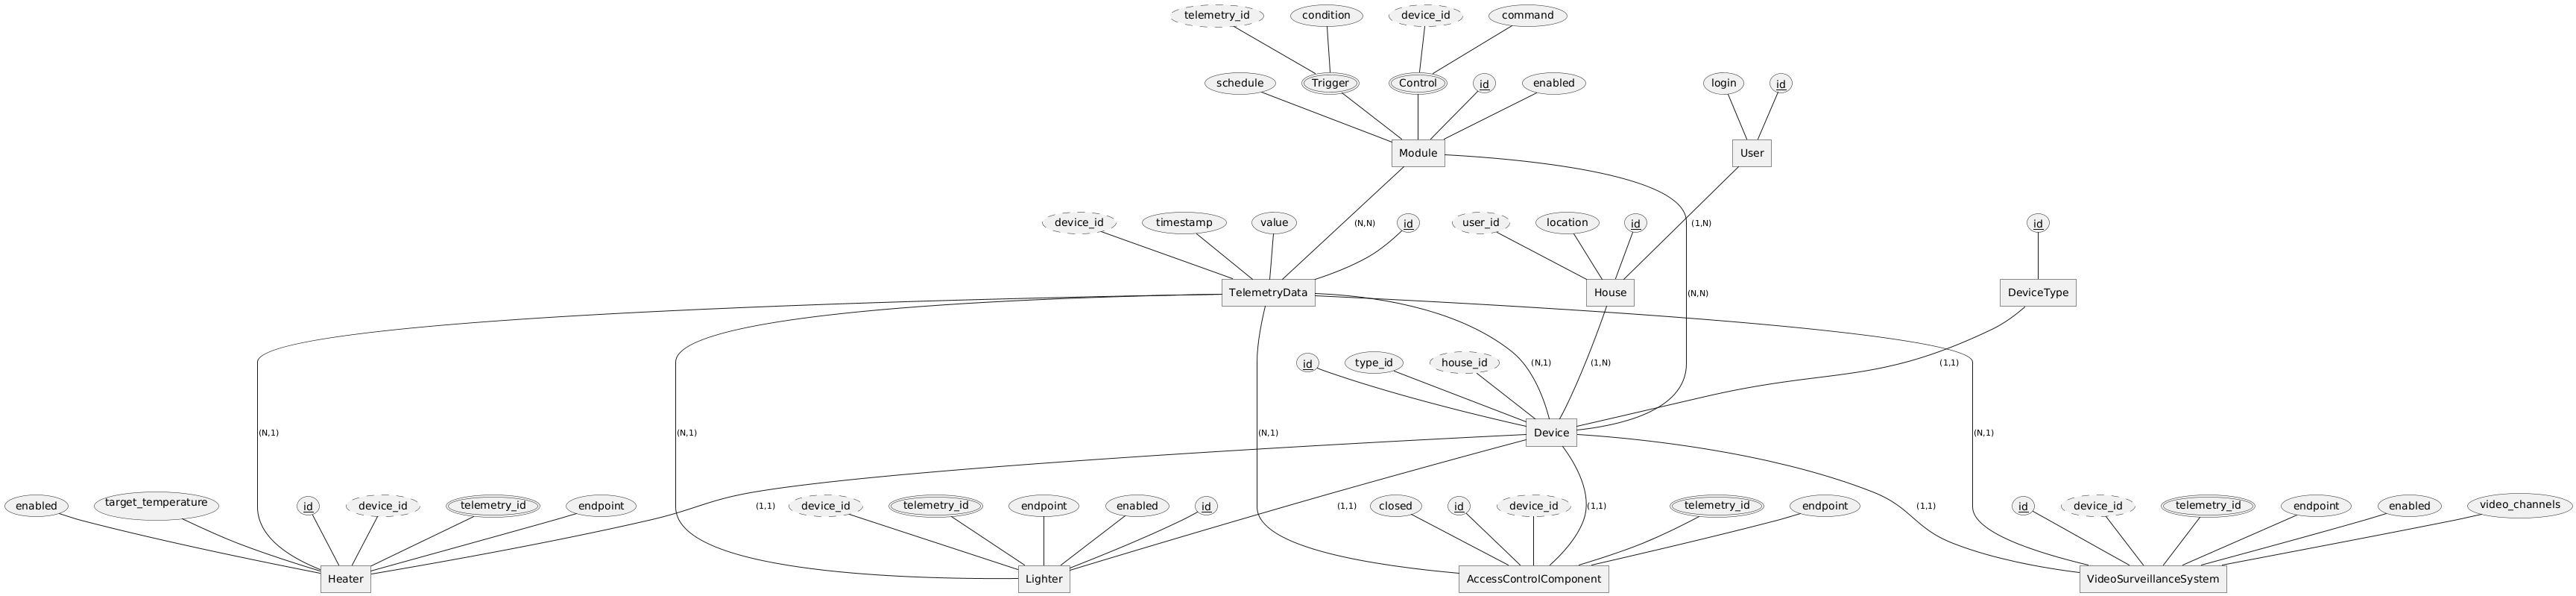 telemetry_id
condition
device_id
command
schedule
Trigger
Control
id
enabled
login
id
Module
User
device_id
timestamp
value
(N,N)
id
user_id
location
id
(1,N)
id
TelemetryData
House
(N,N)
DeviceType
id
type_id
house_id
(N,1)
(1,N)
(1,1)
(N,1)
(N,1)
(N,1)
Device
(N,1)
enabled
target_temperature
id
device_id
telemetry_id
endpoint
(1,1)
device_id
telemetry_id
endpoint
enabled
id
(1,1)
closed
id
device_id
(1,1)
telemetry_id
endpoint
(1,1)
id
device_id
telemetry_id
endpoint
enabled
video_channels
Heater
Lighter
AccessControlComponent
VideoSurveillanceSystem